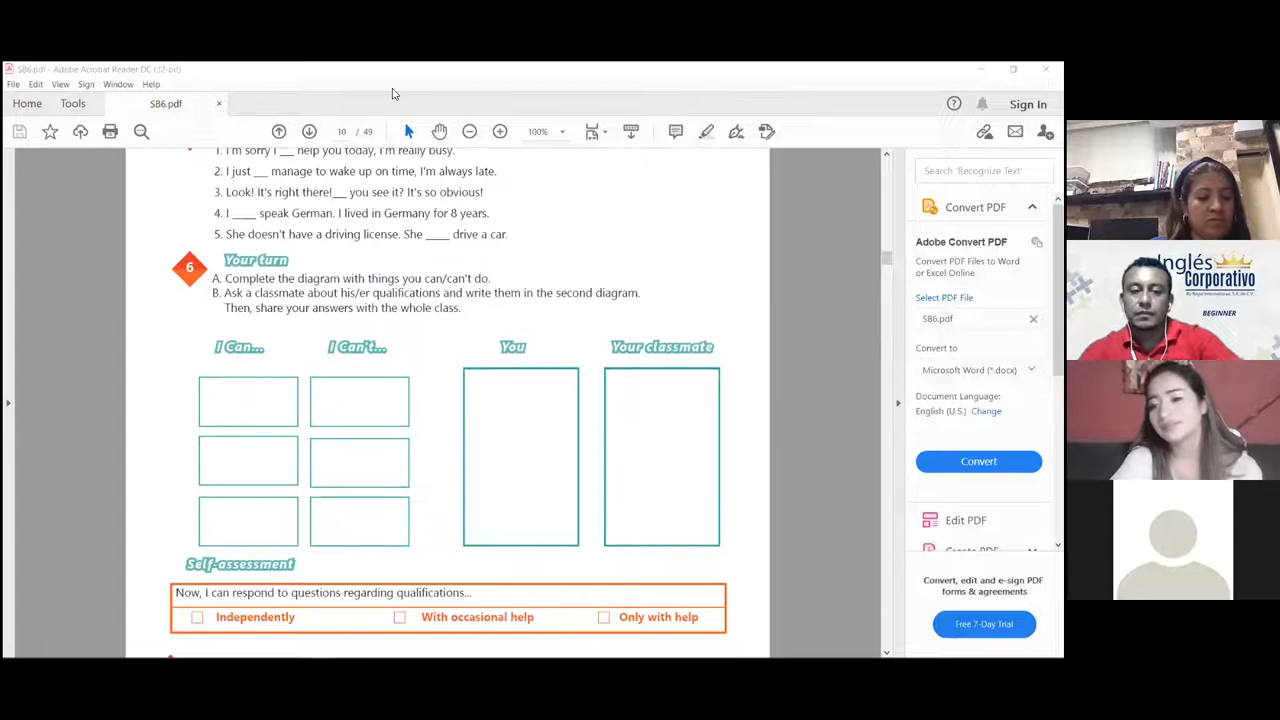 SB6.pdf - Adobe Acrobat Reader DC (32-bit)
File Edit View Sign Window Help
Home Tools SB6.pdf × Sign In
10 / 49 100%
1. I'm sorry I ___ help you today, I'm really busy.
2. I just ___ manage to wake up on time, I'm always late.
3. Look! It's right there!___ you see it? It's so obvious!
4. I _____ speak German. I lived in Germany for 8 years.
5. She doesn't have a driving license. She _____ drive a car.
6 Your turn
A. Complete the diagram with things you can/can't do.
B. Ask a classmate about his/er qualifications and write them in the second diagram.
Then, share your answers with the whole class.
I Can... I Can't... You Your classmate
Self-assessment
Now, I can respond to questions regarding qualifications...
Independently With occasional help Only with help
Search 'Recognize Text'
Convert PDF
Adobe Convert PDF
Convert PDF Files to Word
or Excel Online
Select PDF File
SB6.pdf
Convert to
Microsoft Word (*.docx)
Document Language:
English (U.S.) Change
Convert
Edit PDF
Create PDF
Convert, edit and e-sign PDF
forms & agreements
Free 7-Day Trial
Inglés
Corporativo
BEGINNER